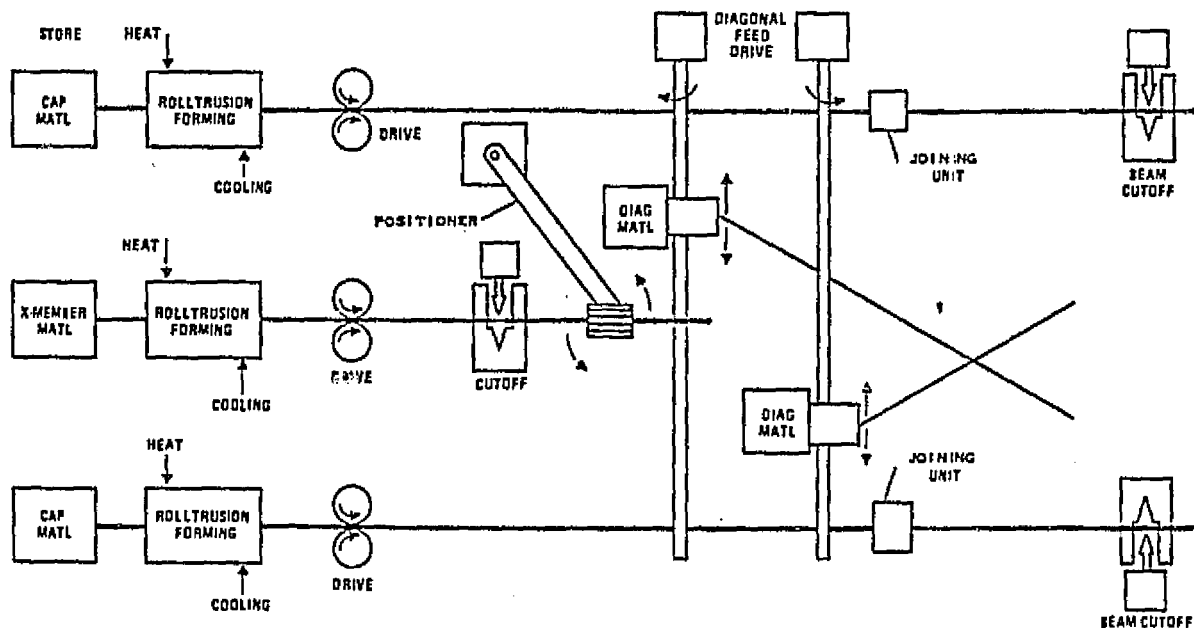 STORE
HEAT
DIAGONAL
FEED
DRIVE
CAP
MATL
ROLLTRUSION
FORMING
DRIVE
COOLING
JOINING
UNIT
BEAM
CUTOFF
POSITIONER
DIAG
MATL
HEAT
X-MEMBER
MATL
ROLLTRUSION
FORMING
DRIVE
CUTOFF
COOLING
DIAG
MATL
HEAT
JOINING
UNIT
CAP
MATL
ROLLTRUSION
FORMING
DRIVE
COOLING
BEAM CUTOFF